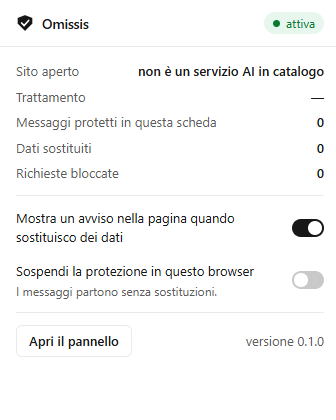 Omissis
attiva
Sito aperto non è un servizio AI in catalogo
Trattamento —
Messaggi protetti in questa scheda 0
Dati sostituiti 0
Richieste bloccate 0
Mostra un avviso nella pagina quando
sostituisco dei dati
Sospendi la protezione in questo browser
I messaggi partono senza sostituzioni.
Apri il pannello
versione 0.1.0